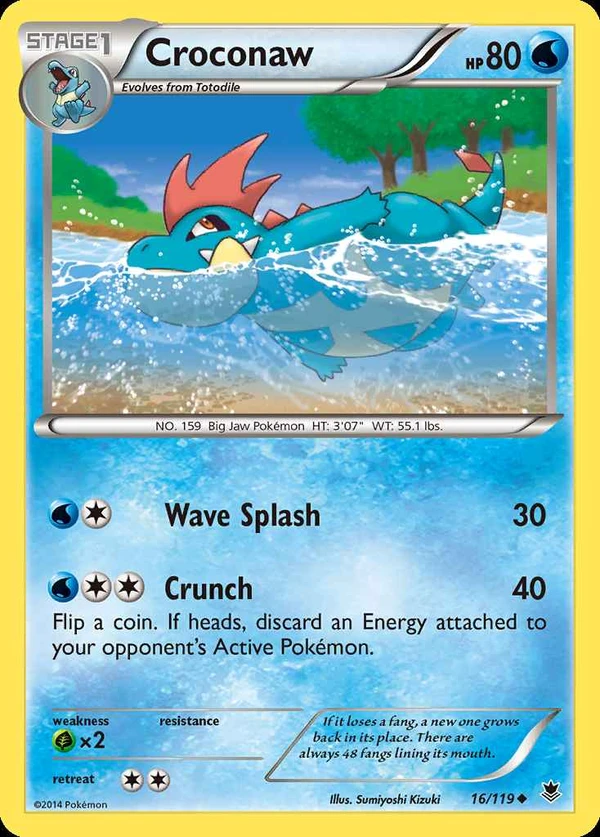 STAGE1
Croconaw
HP80
Evolves from Totodile
NO. 159 Big Jaw Pokémon HT: 3'07" WT: 55.1 lbs.
Wave Splash 30
Crunch 40
Flip a coin. If heads, discard an Energy attached to
your opponent's Active Pokémon.
weakness resistance
×2
retreat
If it loses a fang, a new one grows
back in its place. There are
always 48 fangs lining its mouth.
©2014 Pokémon
Illus. Sumiyoshi Kizuki 16/119